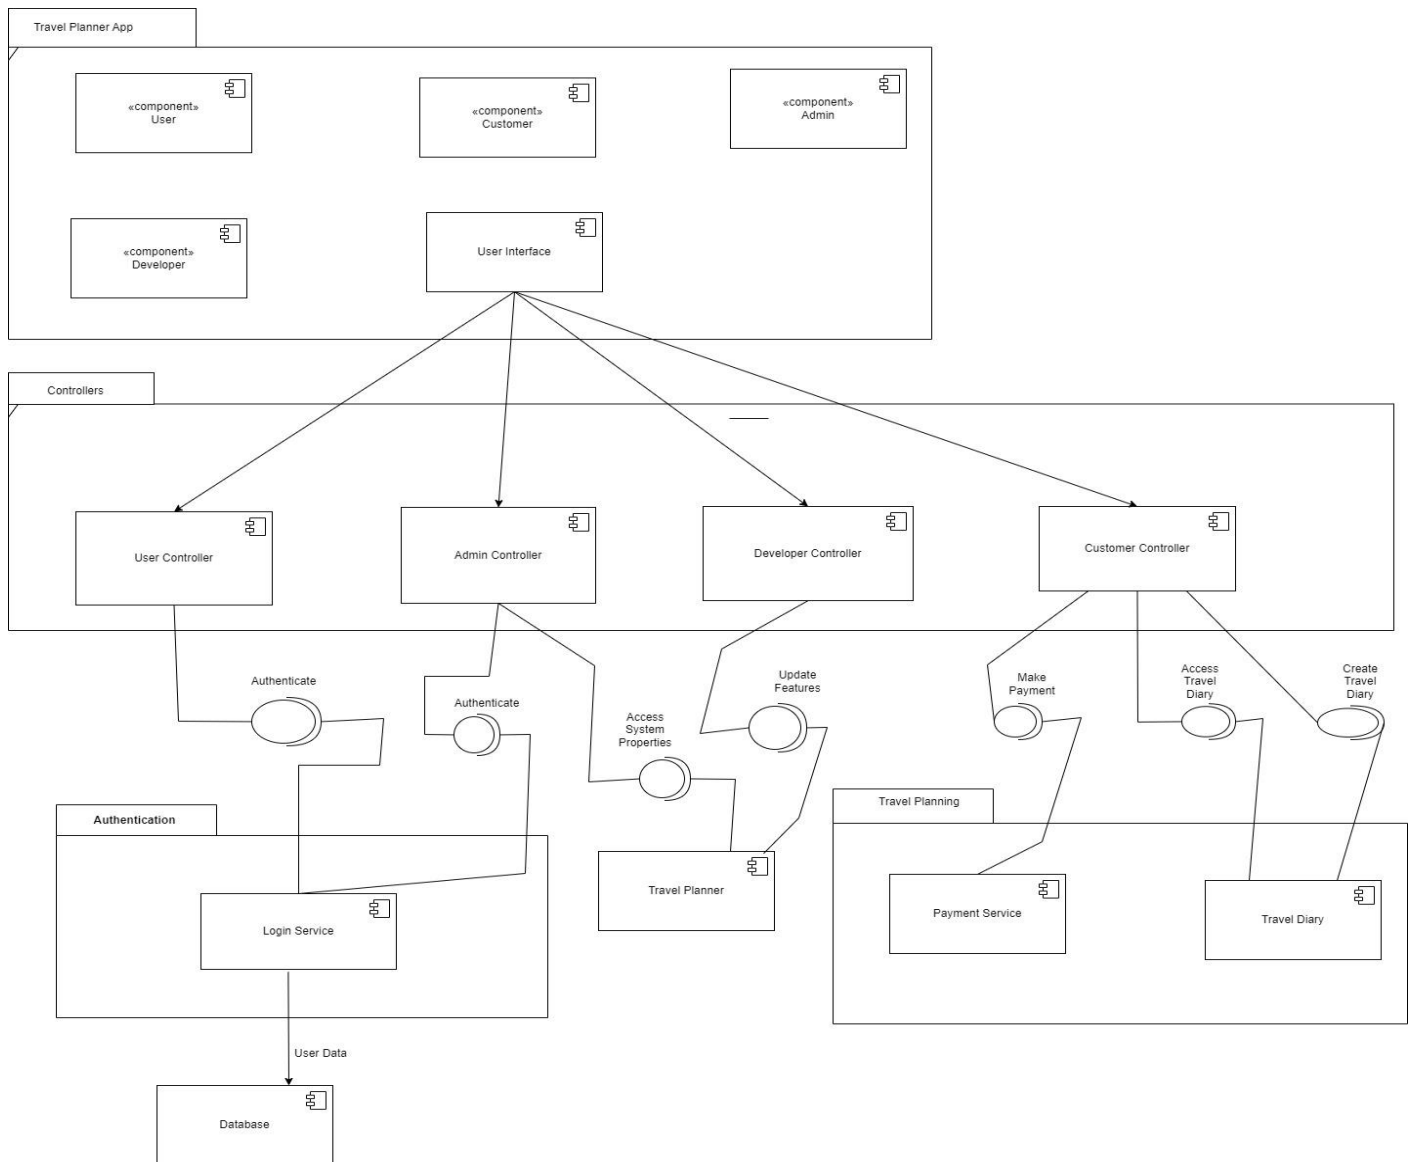 Travel Planner App
«component»
User
«component»
Customer
«component»
Admin
«component»
Developer
User Interface
Controllers
User Controller
Admin Controller
Developer Controller
Customer Controller
Authenticate
Authenticate
Access
System
Properties
Update
Features
Make
Payment
Access
Travel
Diary
Create
Travel
Diary
Authentication
Travel Planning
Login Service
Travel Planner
Payment Service
Travel Diary
User Data
Database